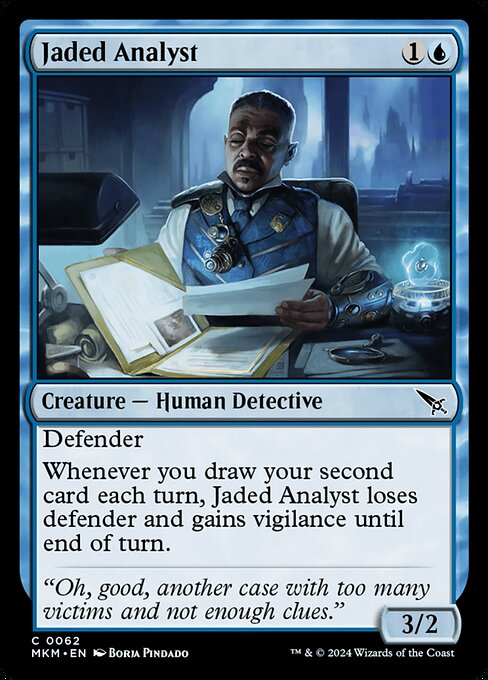 Jaded Analyst 1
Creature — Human Detective
Defender
Whenever you draw your second
card each turn, Jaded Analyst loses
defender and gains vigilance until
end of turn.
“Oh, good, another case with too many
victims and not enough clues.”
3/2
C 0062
MKM • EN Borja Pindado
™ & © 2024 Wizards of the Coast